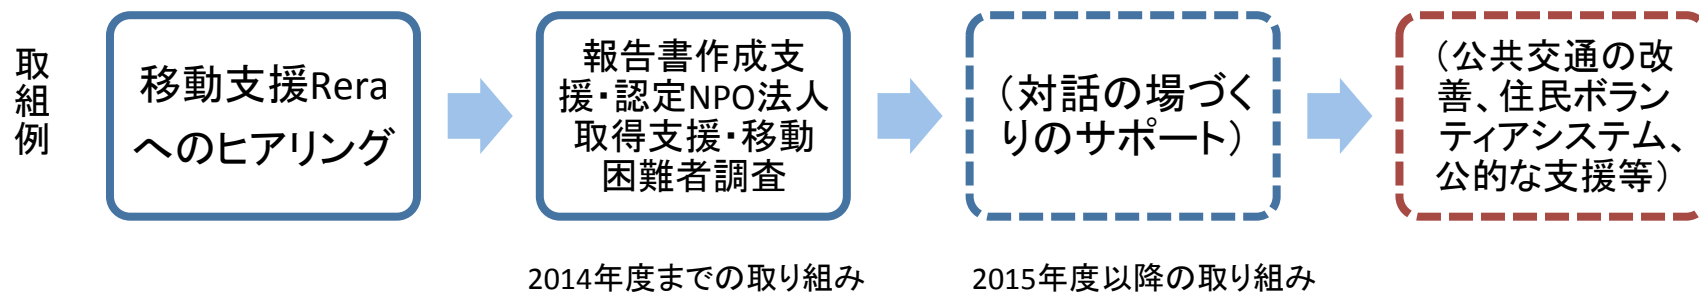 取組例
移動支援Rera
へのヒアリング
報告書作成支
援・認定NPO法人
取得支援・移動
困難者調査
（対話の場づく
りのサポート）
（公共交通の改
善、住民ボラン
ティアシステム、
公的な支援等）
2014年度までの取り組み
2015年度以降の取り組み